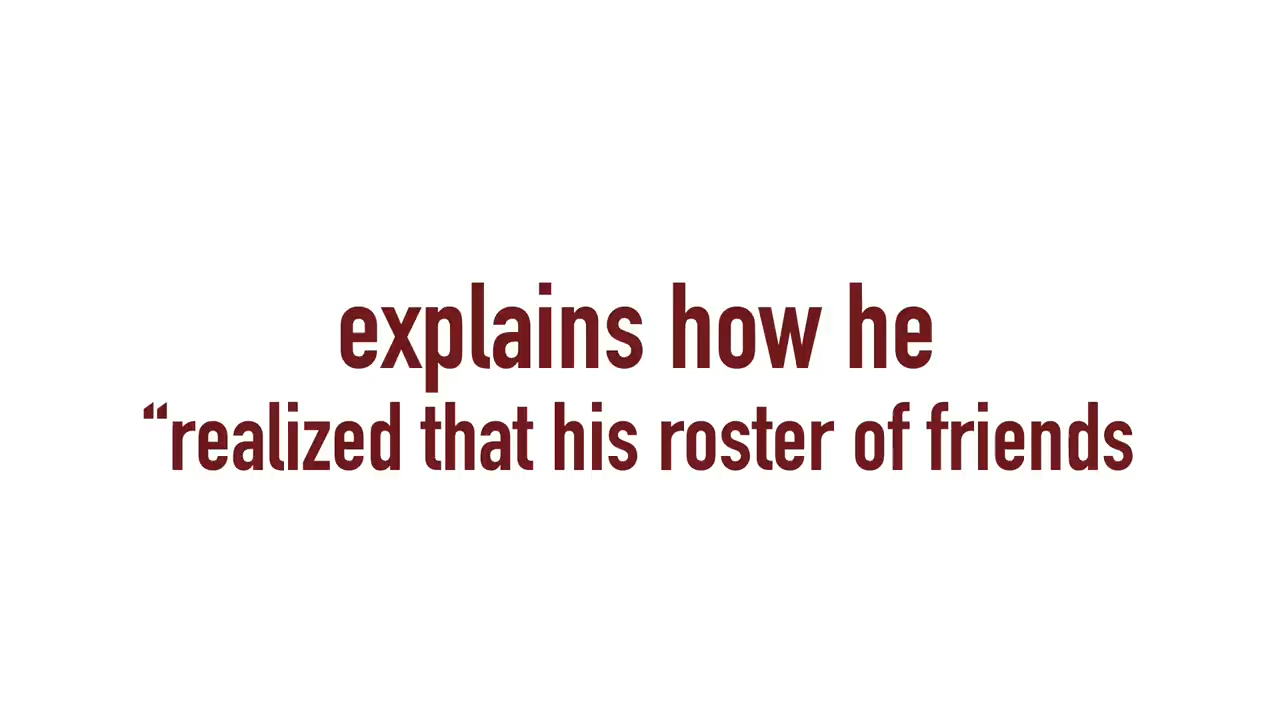 explains how he
“realized that his roster of friends